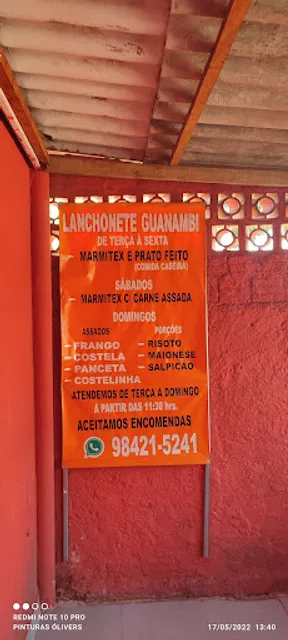 LANCHONETE GUANAMBI
DE TERÇA À SEXTA
MARMITEX E PRATO FEITO
(COMIDA CASEIRA)
SÁBADOS
– MARMITEX C/ CARNE ASSADA
DOMINGOS
ASSADOS
– FRANGO
– COSTELA
– PANCETA
– COSTELINHA
PORÇÕES
– RISOTO
– MAIONESE
– SALPICÃO
ATENDEMOS DE TERÇA A DOMINGO
A PARTIR DAS 11:30 hrs.
ACEITAMOS ENCOMENDAS
98421-5241
REDMI NOTE 10 PRO
PINTURAS ÓLIVERS
17/05/2022 13:40